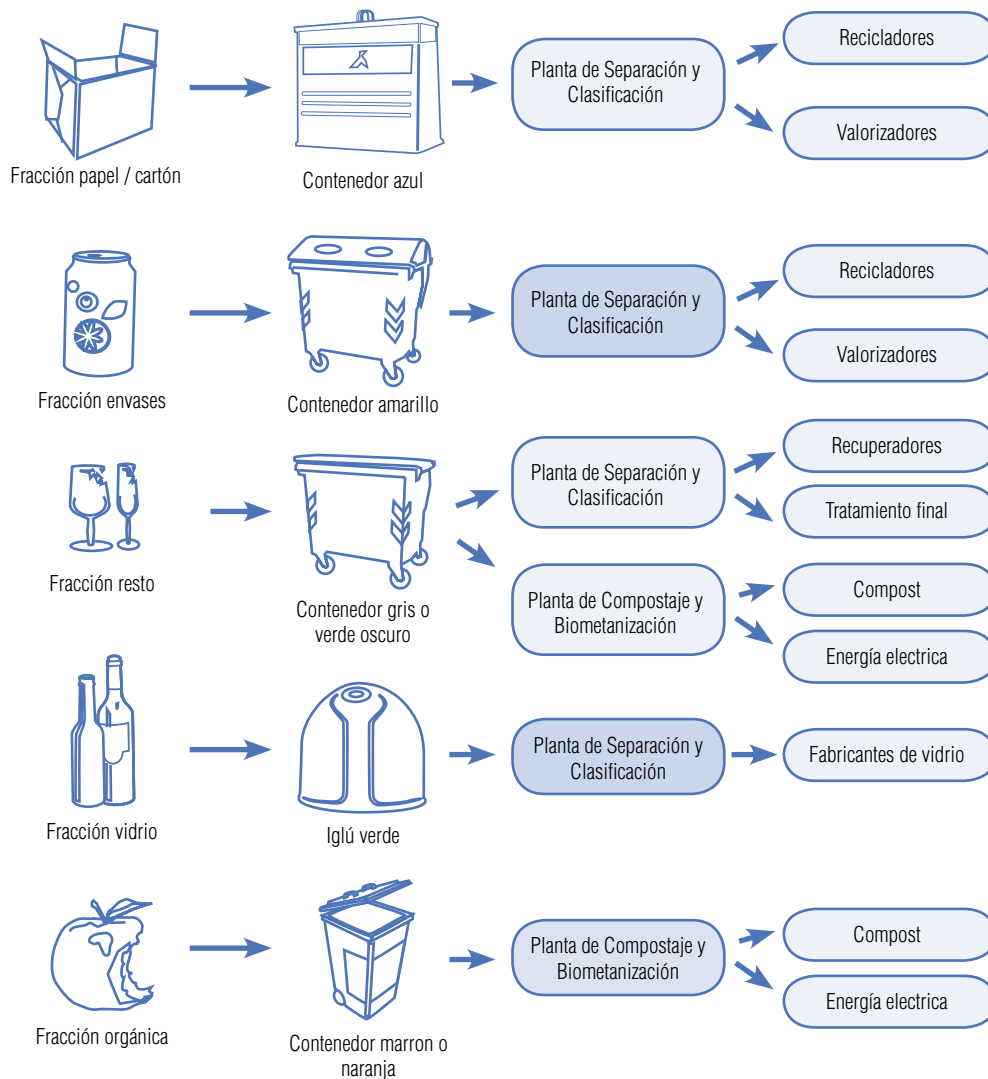 Fracción papel / cartón
Contenedor azul
Planta de Separación y
Clasificación
Recicladores
Valorizadores
Fracción envases
Contenedor amarillo
Planta de Separación y
Clasificación
Recicladores
Valorizadores
Fracción resto
Contenedor gris o
verde oscuro
Planta de Separación y
Clasificación
Recuperadores
Tratamiento final
Planta de Compostaje y
Biometanización
Compost
Energía electrica
Fracción vidrio
Iglú verde
Planta de Separación y
Clasificación
Fabricantes de vidrio
Fracción orgánica
Contenedor marron o
naranja
Planta de Compostaje y
Biometanización
Compost
Energía electrica